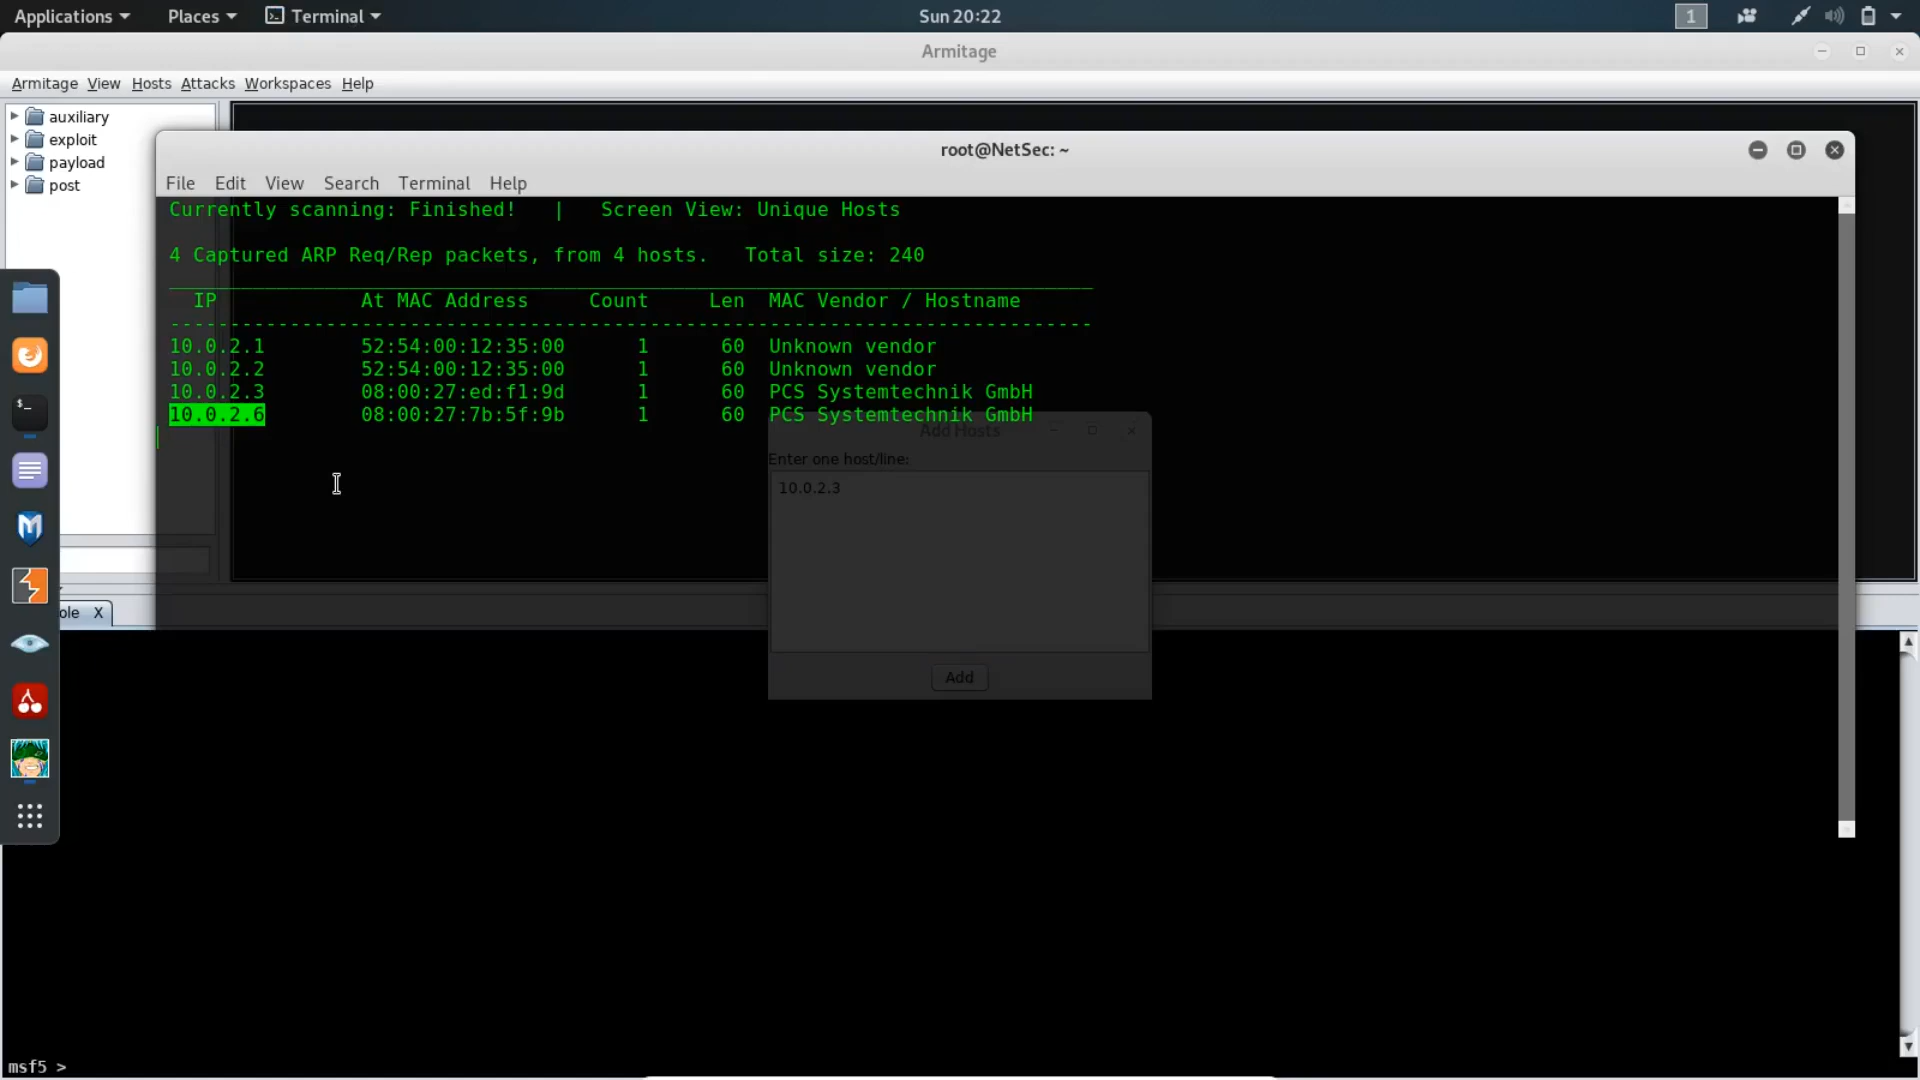 Applications Places Terminal Sun 20:22 1
Armitage
Armitage View Hosts Attacks Workspaces Help
auxiliary
exploit
payload
post
root@NetSec: ~
File Edit View Search Terminal Help
Currently scanning: Finished! | Screen View: Unique Hosts
4 Captured ARP Req/Rep packets, from 4 hosts. Total size: 240
IP At MAC Address Count Len MAC Vendor / Hostname
10.0.2.1 52:54:00:12:35:00 1 60 Unknown vendor
10.0.2.2 52:54:00:12:35:00 1 60 Unknown vendor
10.0.2.3 08:00:27:ed:f1:9d 1 60 PCS Systemtechnik GmbH
10.0.2.6 08:00:27:7b:5f:9b 1 60 PCS Systemtechnik GmbH
Add Hosts
Enter one host/line:
10.0.2.3
Add
ole X
msf5 >